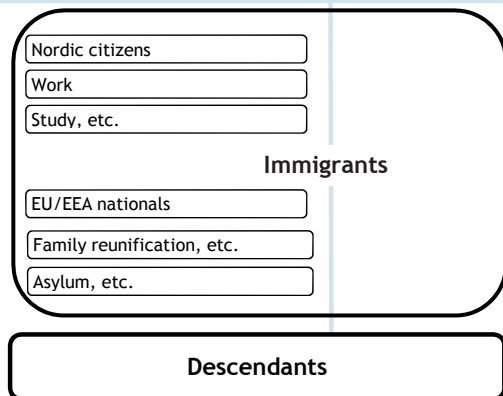 Nordic citizens
Work
Study, etc.
Immigrants
EU/EEA nationals
Family reunification, etc.
Asylum, etc.
Descendants